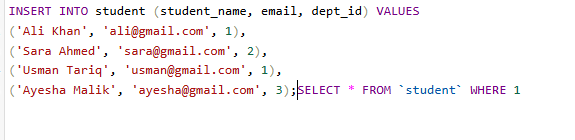 INSERT INTO student (student_name, email, dept_id) VALUES
('Ali Khan', 'ali@gmail.com', 1),
('Sara Ahmed', 'sara@gmail.com', 2),
('Usman Tariq', 'usman@gmail.com', 1),
('Ayesha Malik', 'ayesha@gmail.com', 3);SELECT * FROM `student` WHERE 1